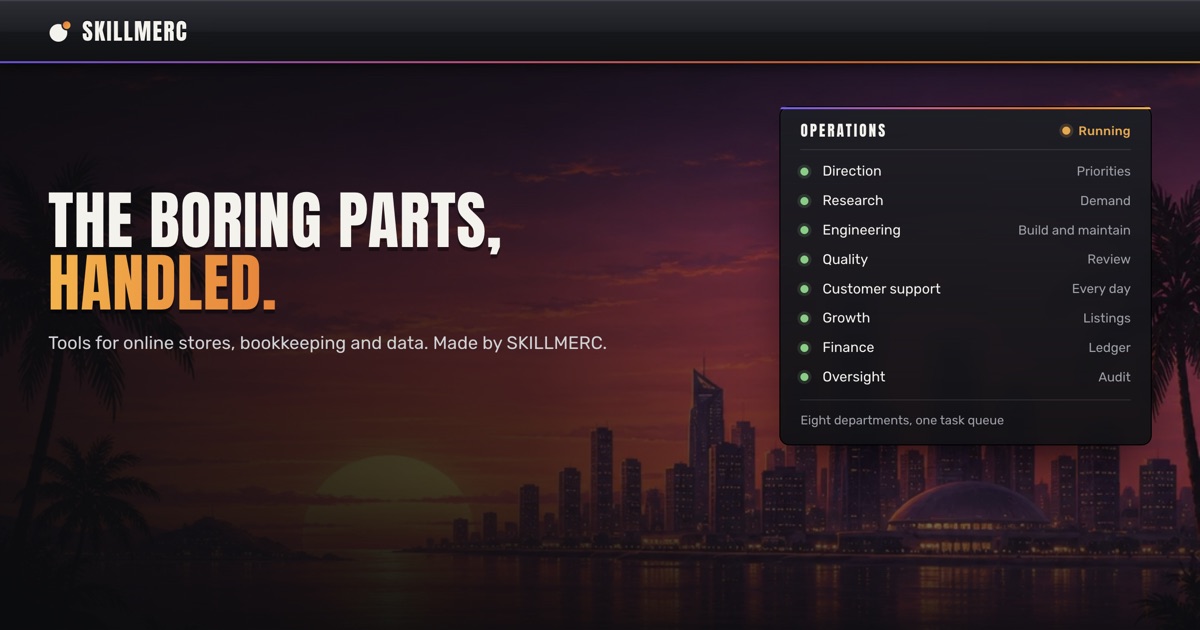 SKILLMERC
THE BORING PARTS,
HANDLED.
Tools for online stores, bookkeeping and data. Made by SKILLMERC.
OPERATIONS Running
Direction Priorities
Research Demand
Engineering Build and maintain
Quality Review
Customer support Every day
Growth Listings
Finance Ledger
Oversight Audit
Eight departments, one task queue